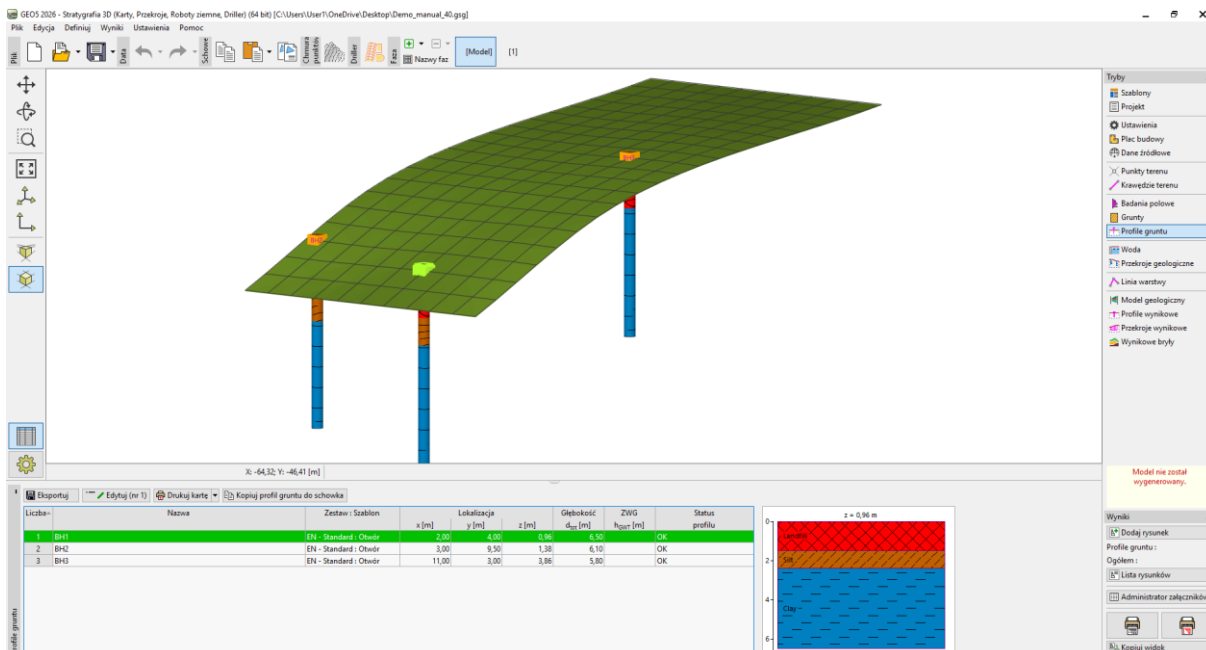 GEO5 2026 - Stratygrafia 3D (Karty, Przekroje, Roboty ziemne, Driller) (64 bit) [C:\Users\User1\OneDrive\Desktop\Demo_manual_40.gsg]
Plik Edycja Definiuj Wyniki Ustawienia Pomoc
Plik
Data
Schowek
Chmura punktów
Driller
Faza
Nazwy faz
[Model]
[1]
Tryby
Szablony
Projekt
Ustawienia
Plac budowy
Dane źródłowe
Punkty terenu
Krawędzie terenu
Badania polowe
Grunty
Profile gruntu
Woda
Przekroje geologiczne
Linia warstwy
Model geologiczny
Profile wynikowe
Przekroje wynikowe
Wynikowe bryły
X: -64,32; Y: -46,41 [m]
Model nie został
wygenerowany.
Eksportuj Edytuj (nr 1) Drukuj kartę Kopiuj profil gruntu do schowka
Liczba Nazwa Zestaw : Szablon Lokalizacja Głębokość ZWG Status
x [m] y [m] z [m] dtot [m] hGWT [m] profilu
1 BH1 EN - Standard : Otwór 2,00 4,00 0,96 6,50 OK
2 BH2 EN - Standard : Otwór 3,00 9,50 1,38 6,10 OK
3 BH3 EN - Standard : Otwór 11,00 3,00 3,86 5,80 OK
z = 0,96 m
0
Silt
2
4
Clay
6
Wyniki
Dodaj rysunek
Profile gruntu :
Ogółem :
Lista rysunków
Administrator załączników
Kopiuj widok